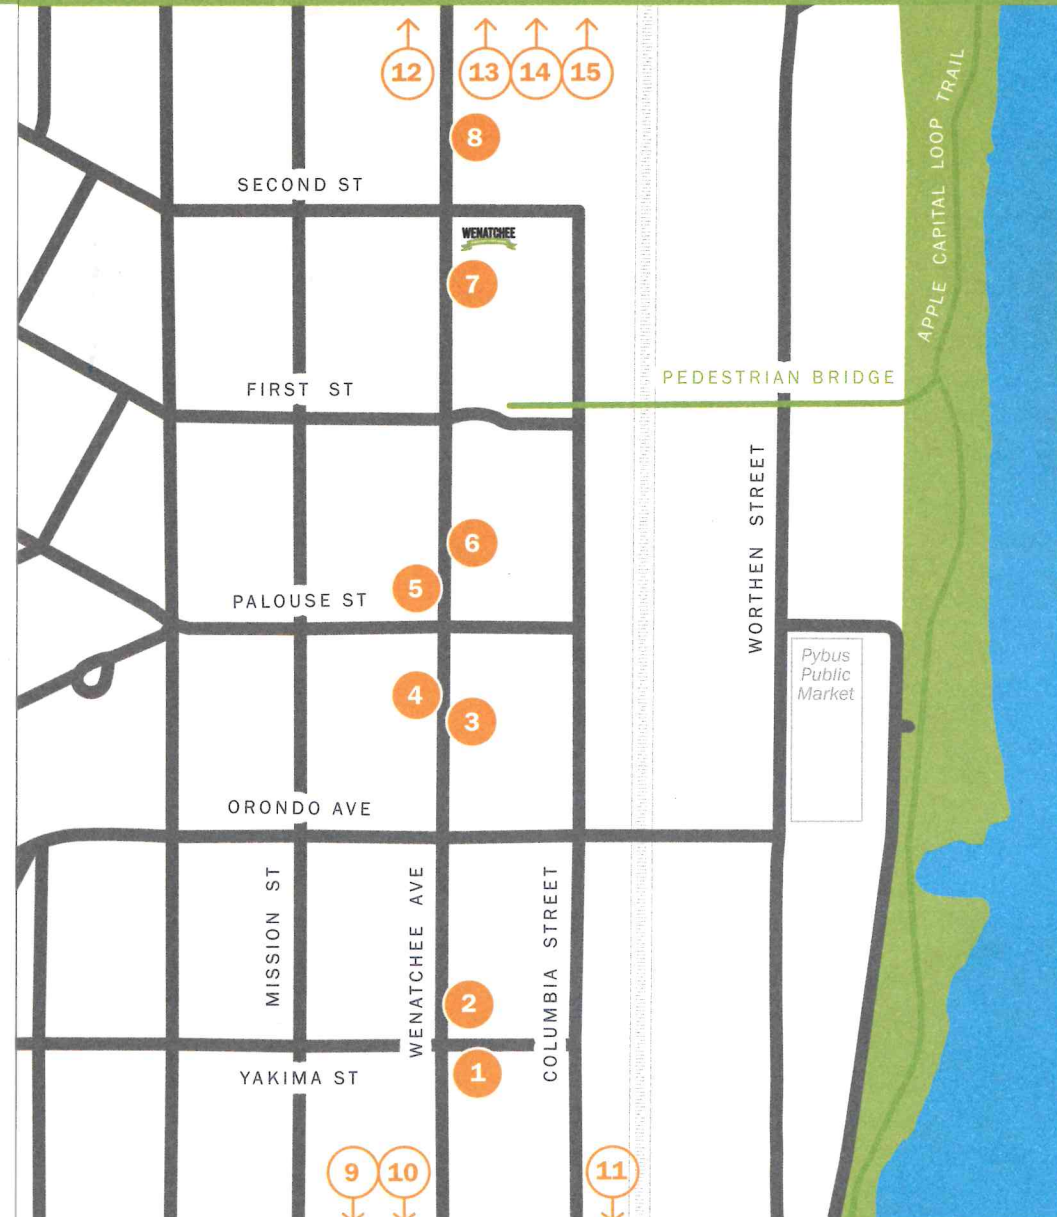 12
13
14
15
8
SECOND ST
WENATCHEE
7
APPLE CAPITAL LOOP TRAIL
FIRST ST
PEDESTRIAN BRIDGE
6
5
PALOUSE ST
WORTHEN STREET
Pybus
Public
Market
4
3
ORONDO AVE
MISSION ST
WENATCHEE AVE
COLUMBIA STREET
2
1
YAKIMA ST
9
10
11